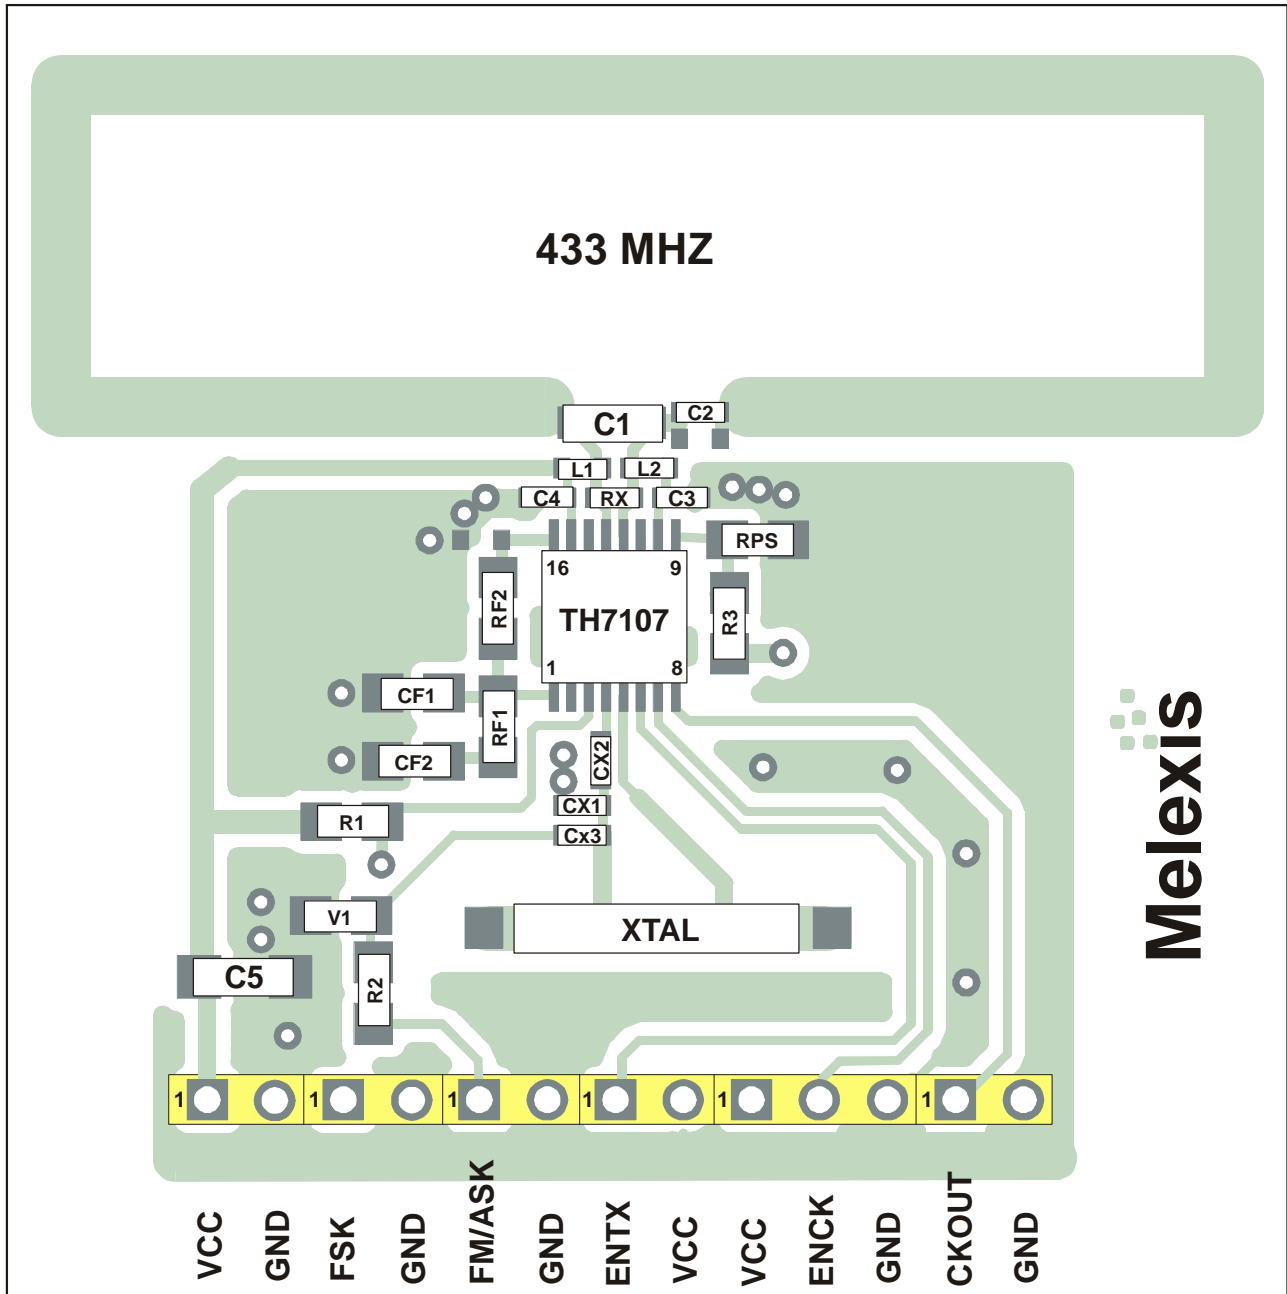 433 MHZ
C1
C2
L1
L2
C4
RX
C3
RPS
16
9
TH7107
1
8
RF2
R3
CF1
RF1
CF2
CX2
CX1
R1
Cx3
V1
XTAL
C5
R2
Melexis
1
1
1
1
1
VCC
GND
FSK
GND
FM/ASK
GND
ENTX
VCC
VCC
ENCK
GND
CKOUT
GND